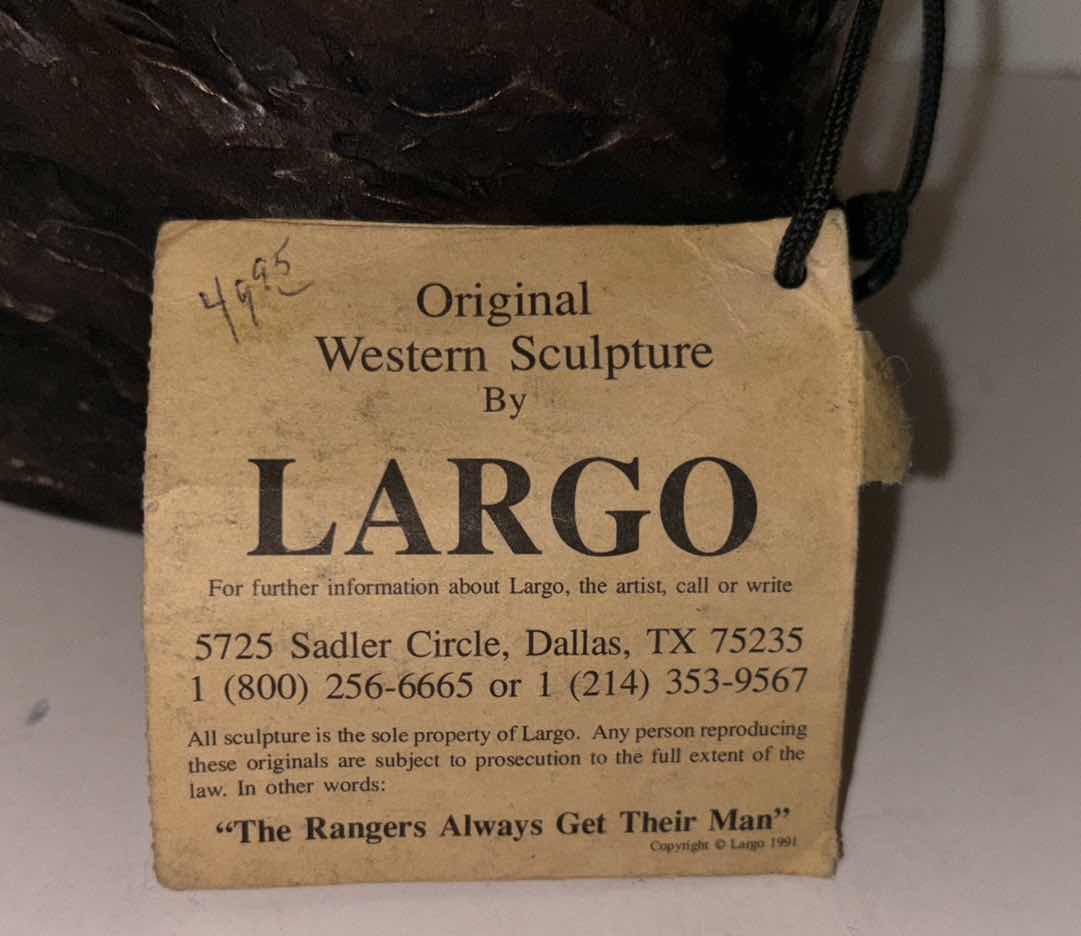 49 95
Original
Western Sculpture
By
LARGO
For further information about Largo, the artist, call or write
5725 Sadler Circle, Dallas, TX 75235
1 (800) 256-6665 or 1 (214) 353-9567
All sculpture is the sole property of Largo. Any person reproducing
these originals are subject to prosecution to the full extent of the
law. In other words:
“The Rangers Always Get Their Man”
Copyright © Largo 1991